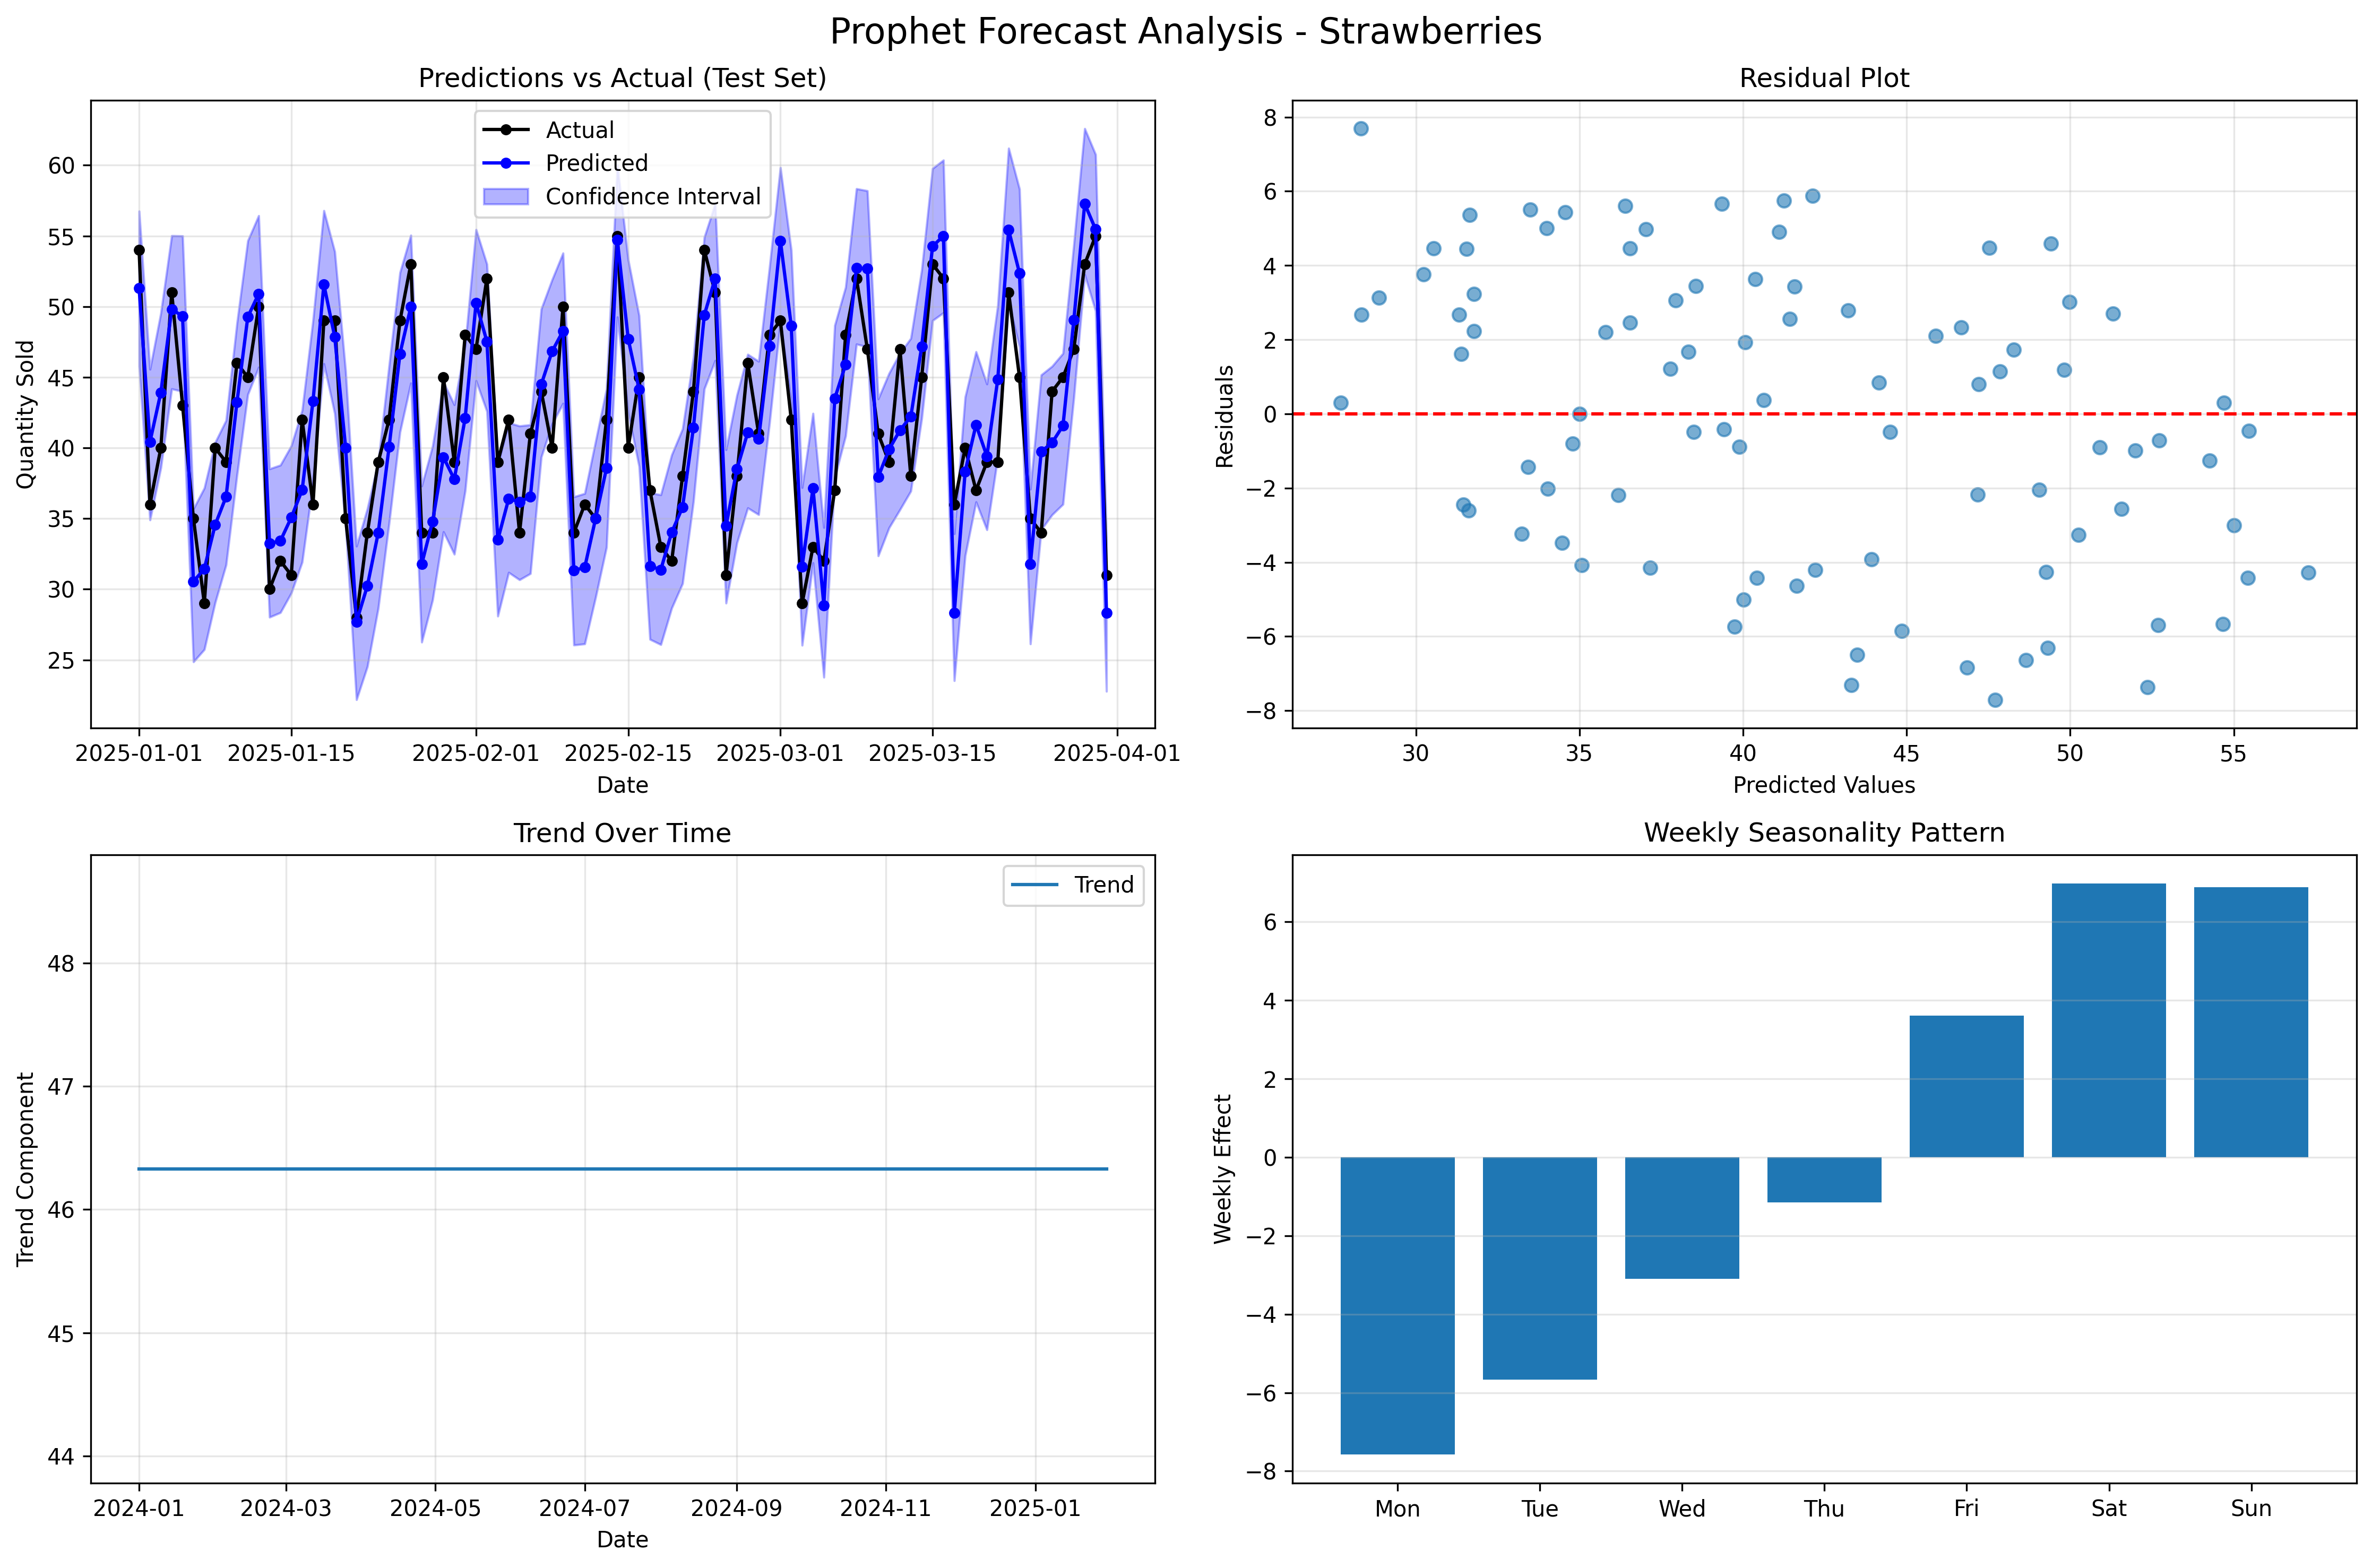 Prophet Forecast Analysis - Strawberries
Predictions vs Actual (Test Set)
Actual
Predicted
Confidence Interval
60
55
50
45
40
35
30
25
Quantity Sold
2025-01-01
2025-01-15
2025-02-01
2025-02-15
2025-03-01
2025-03-15
2025-04-01
Date
Residual Plot
8
6
4
2
0
−2
−4
−6
−8
Residuals
30
35
40
45
50
55
Predicted Values
Trend Over Time
Trend
48
47
46
45
44
Trend Component
2024-01
2024-03
2024-05
2024-07
2024-09
2024-11
2025-01
Date
Weekly Seasonality Pattern
6
4
2
0
−2
−4
−6
−8
Weekly Effect
Mon
Tue
Wed
Thu
Fri
Sat
Sun